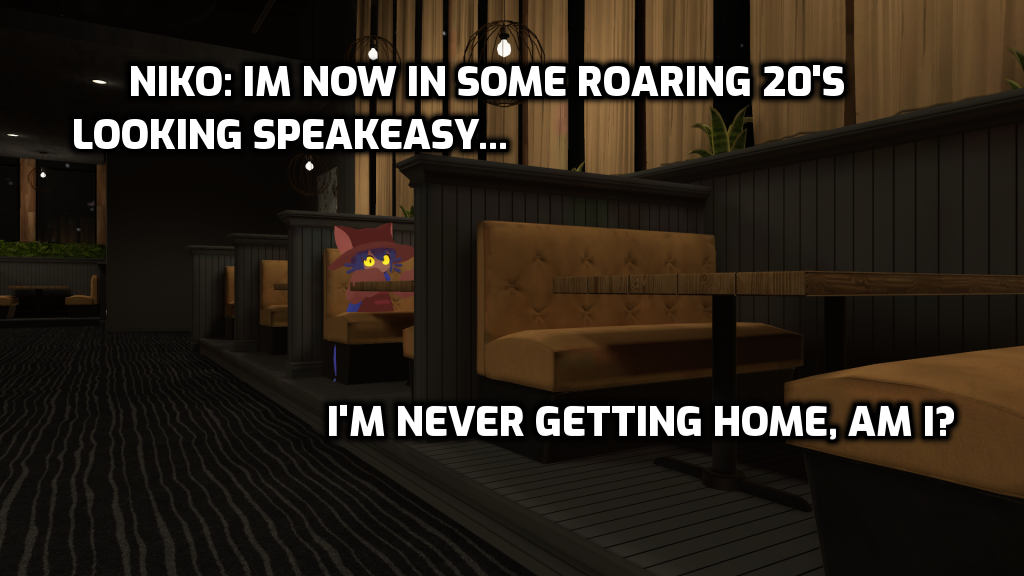 NIKO: IM NOW IN SOME ROARING 20'S
LOOKING SPEAKEASY...
I'M NEVER GETTING HOME, AM I?